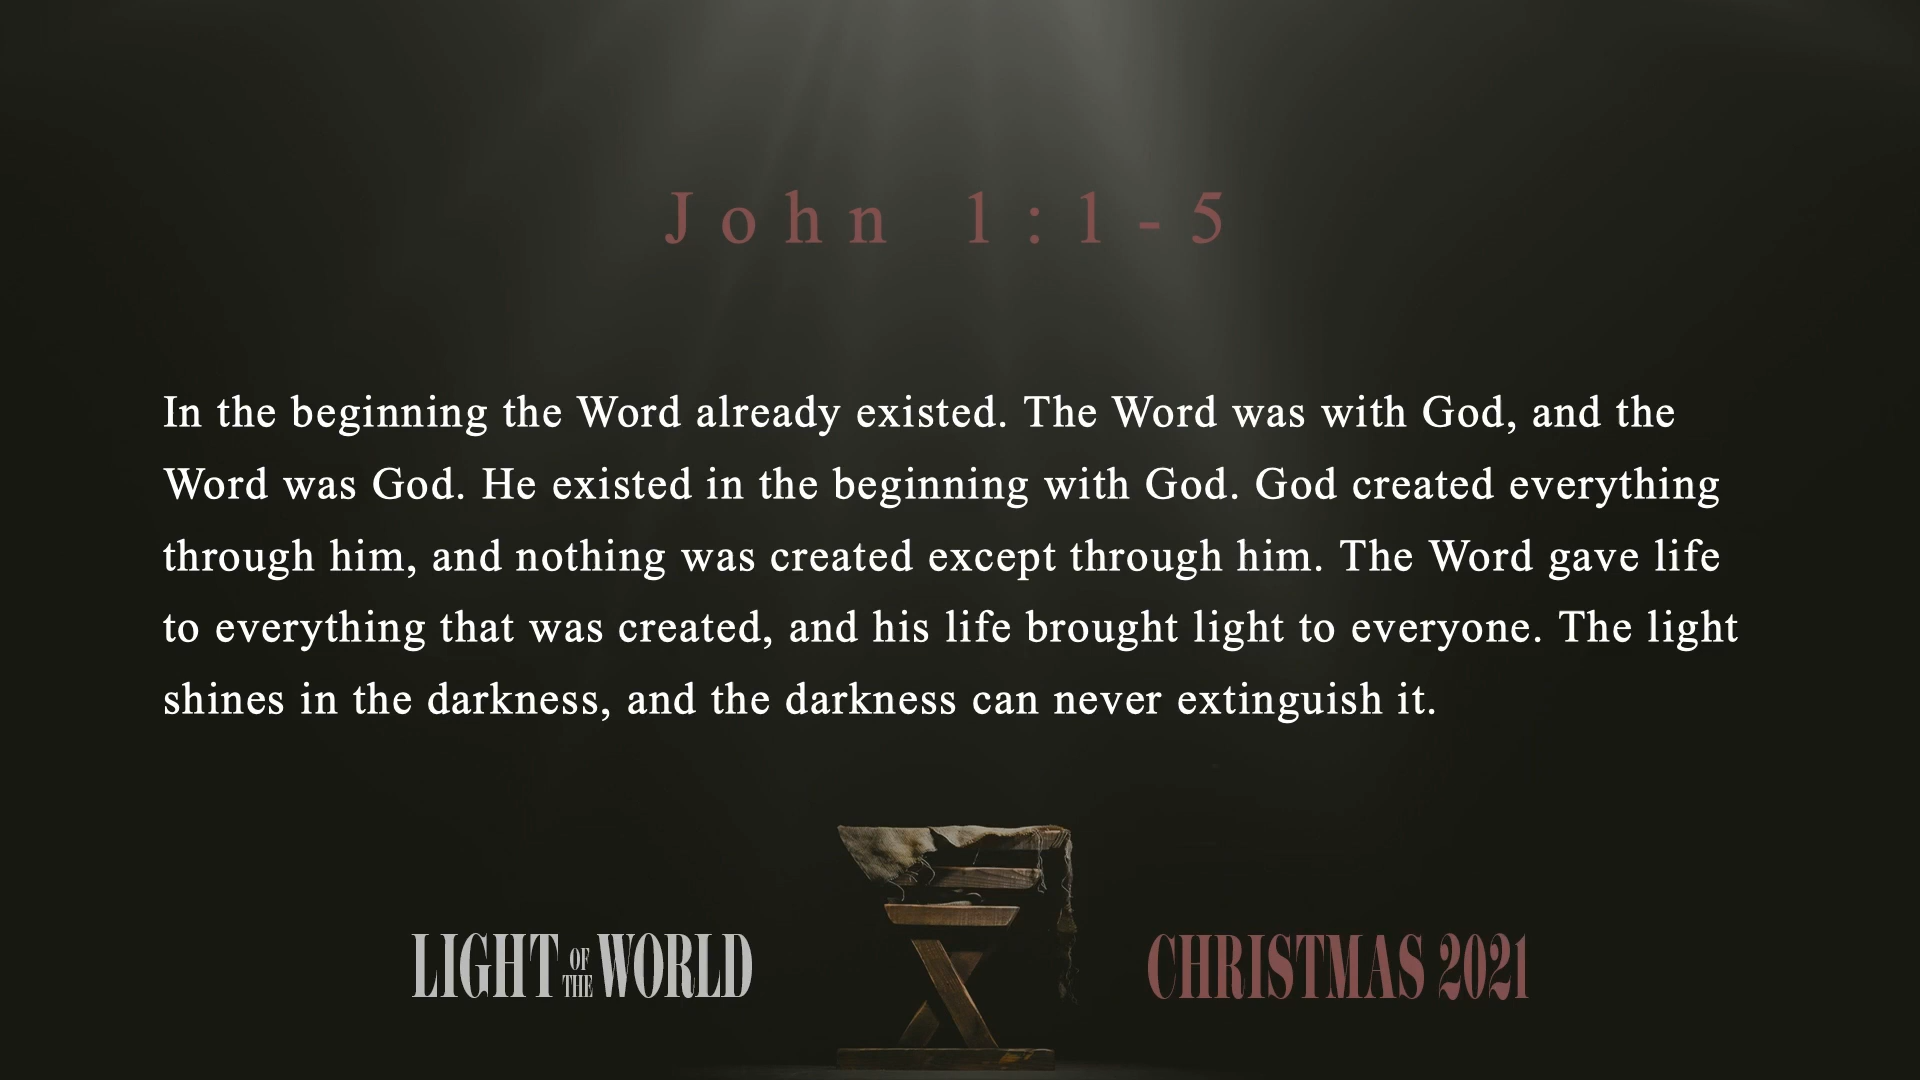 John 1:1-5
In the beginning the Word already existed. The Word was with God, and the
Word was God. He existed in the beginning with God. God created everything
through him, and nothing was created except through him. The Word gave life
to everything that was created, and his life brought light to everyone. The light
shines in the darkness, and the darkness can never extinguish it.
LIGHT OF THE WORLD
CHRISTMAS 2021